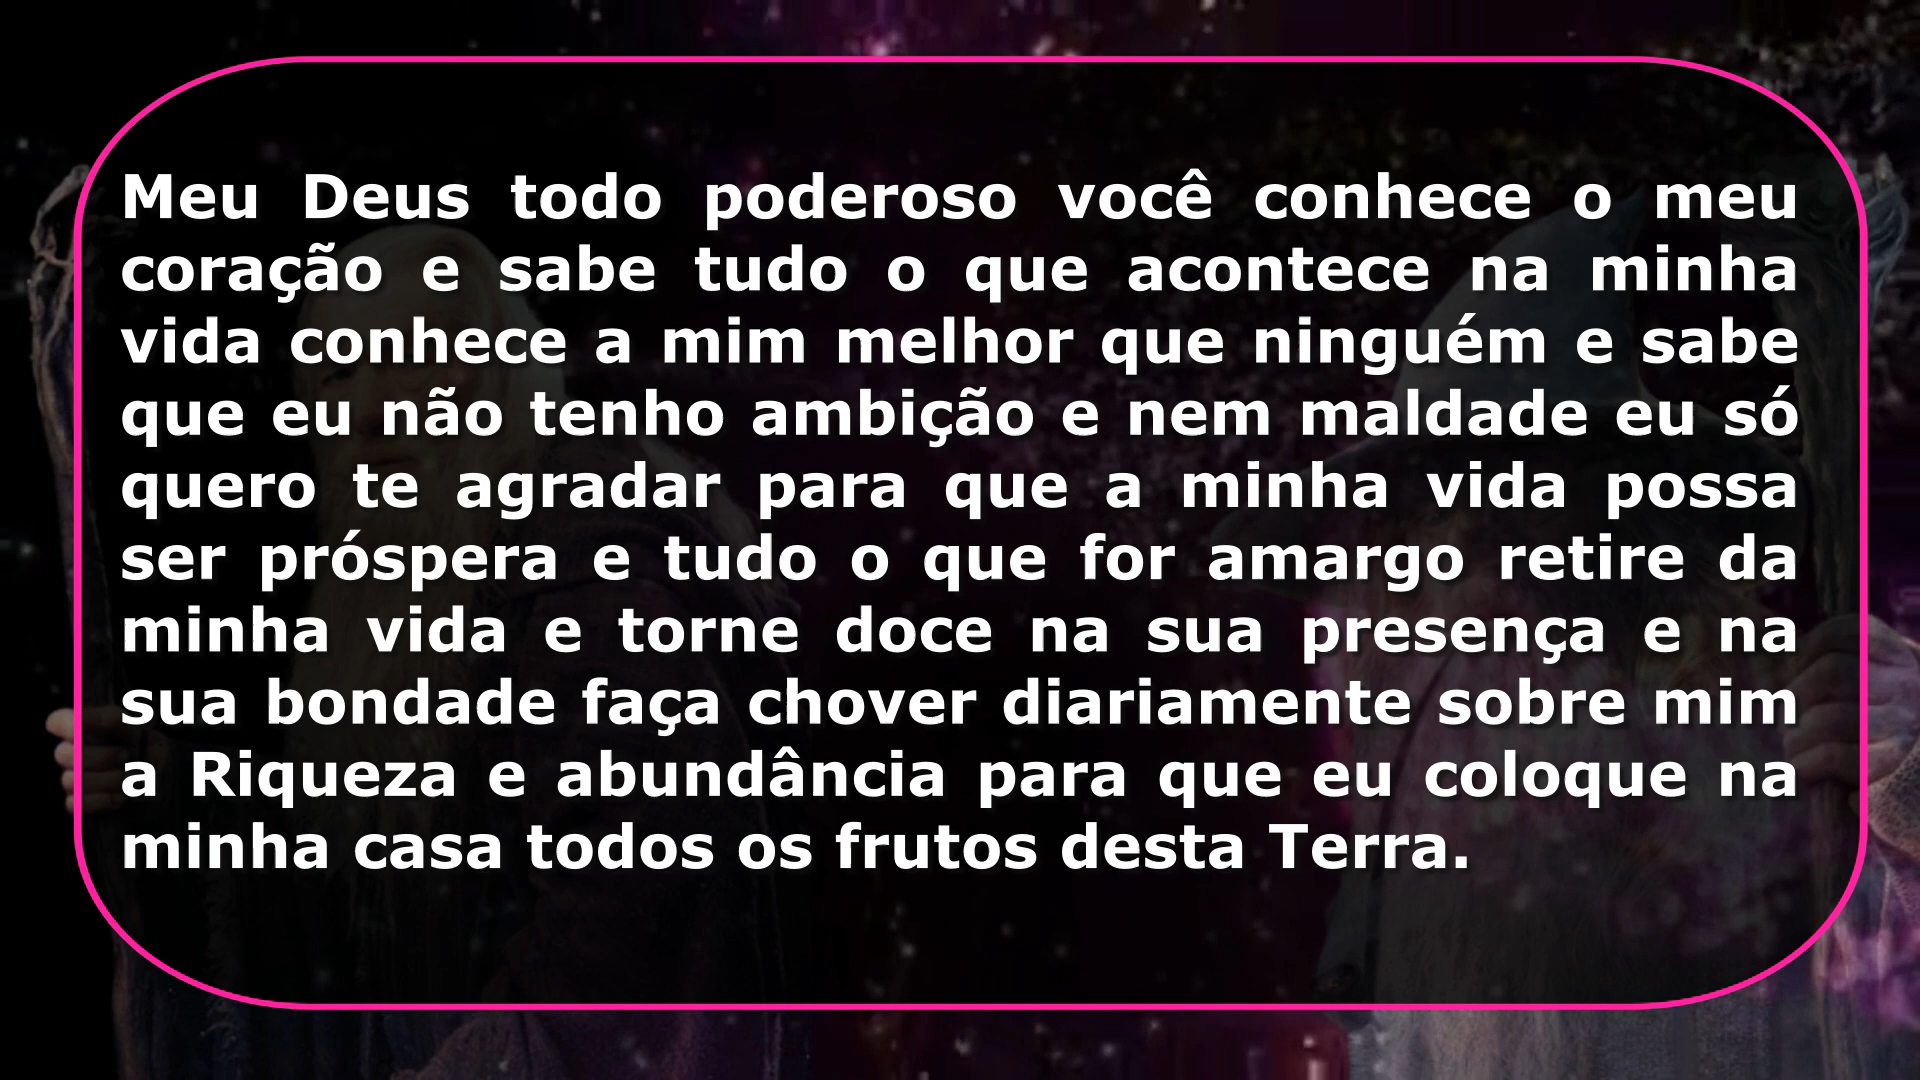 Meu Deus todo poderoso você conhece o meu
coração e sabe tudo o que acontece na minha
vida conhece a mim melhor que ninguém e sabe
que eu não tenho ambição e nem maldade eu só
quero te agradar para que a minha vida possa
ser próspera e tudo o que for amargo retire da
minha vida e torne doce na sua presença e na
sua bondade faça chover diariamente sobre mim
a Riqueza e abundância para que eu coloque na
minha casa todos os frutos desta Terra.